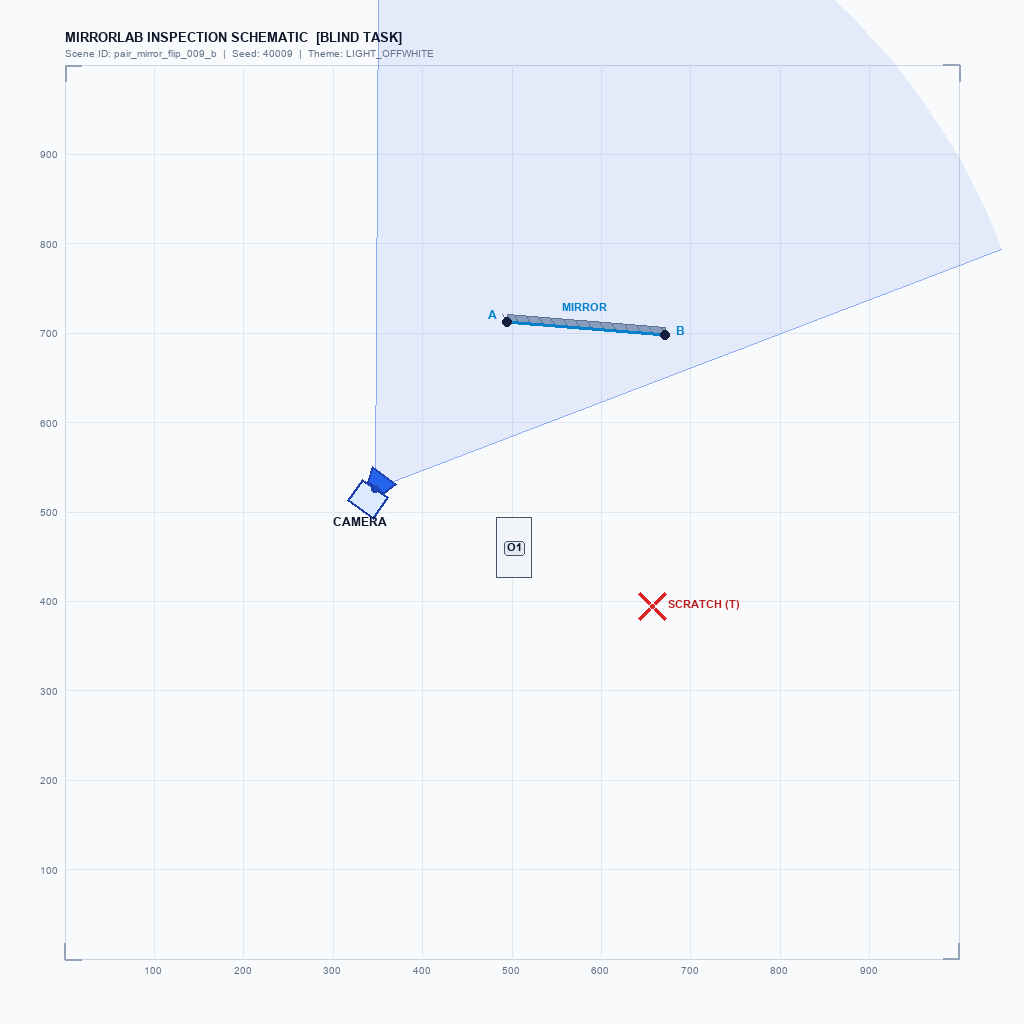 MIRRORLAB INSPECTION SCHEMATIC [BLIND TASK]
Scene ID: pair_mirror_flip_009_b | Seed: 40009 | Theme: LIGHT_OFFWHITE
900
800
700
600
500
400
300
200
100
MIRROR
A
B
CAMERA
O1
SCRATCH (T)
100
200
300
400
500
600
700
800
900